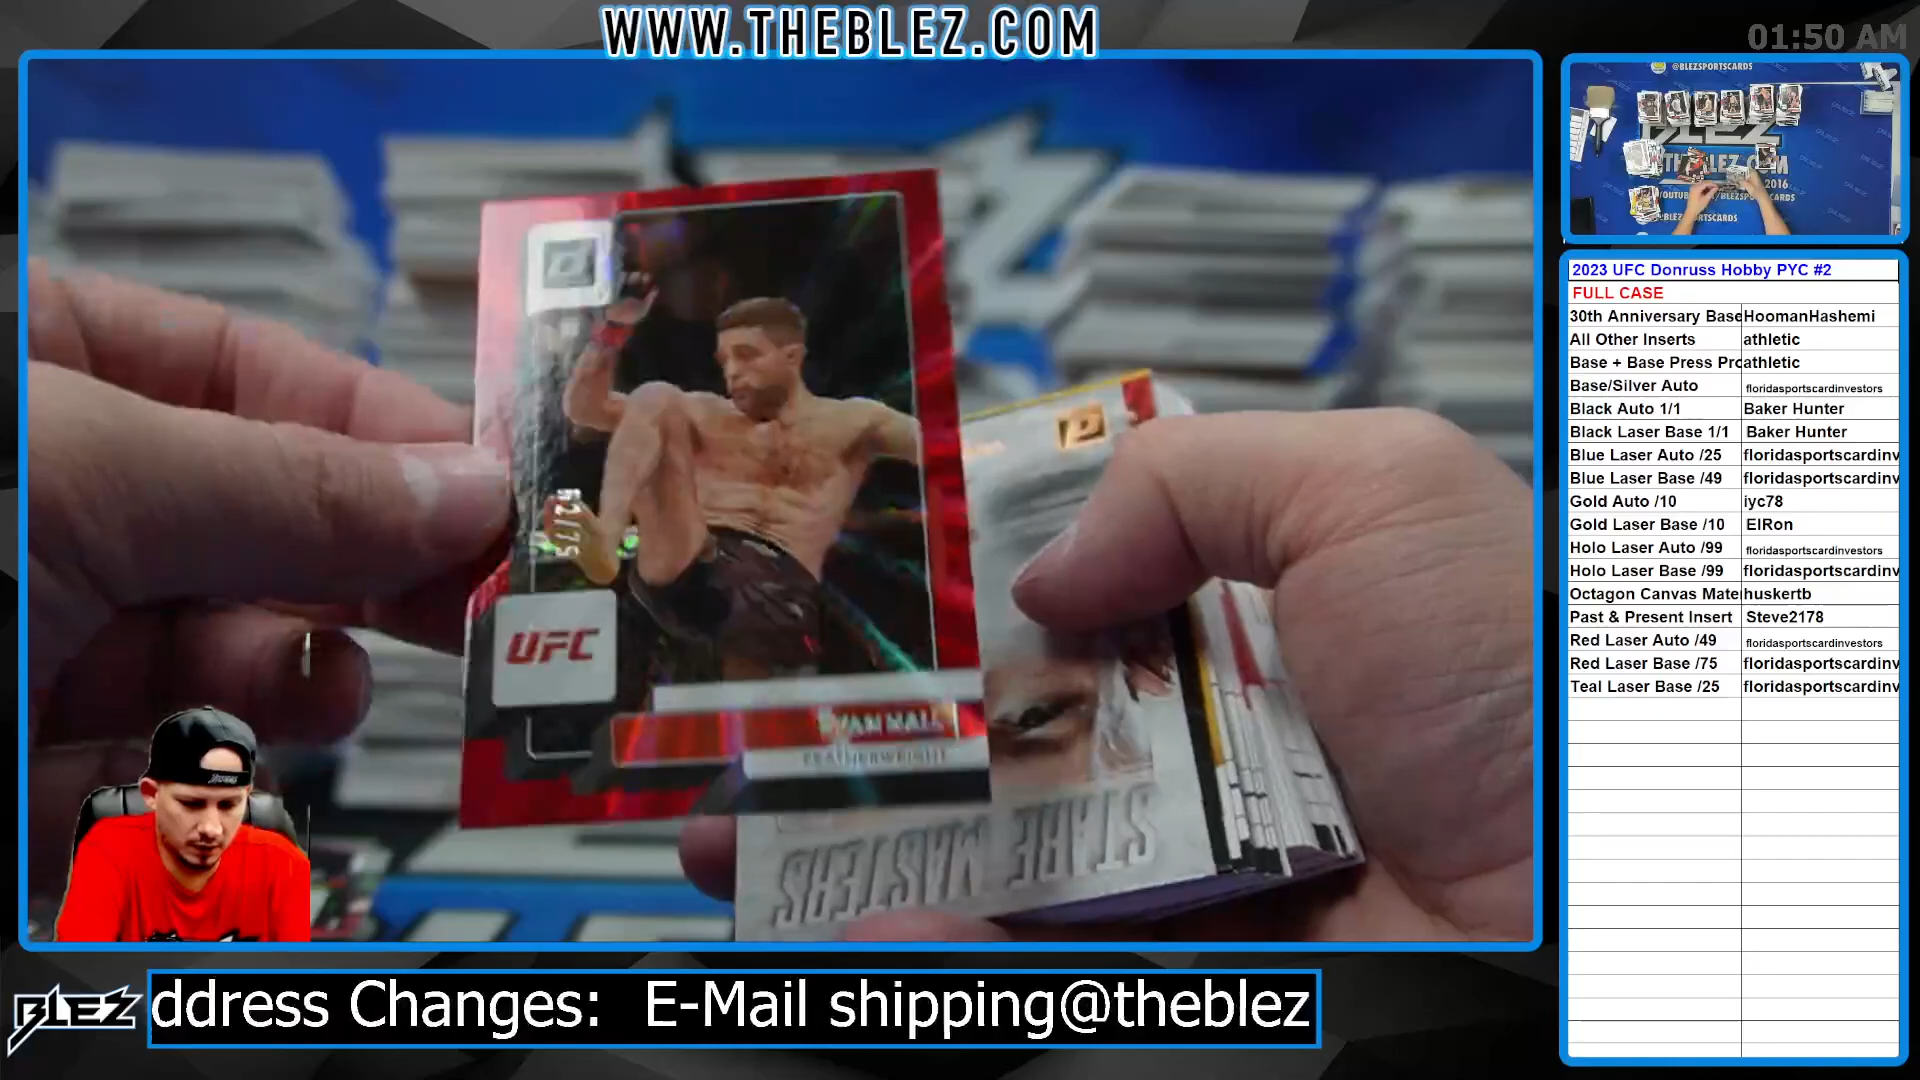 WWW.THEBLEZ.COM
01:50 AM
@BLEZSPORTSCARDS
2016
2023 UFC Donruss Hobby PYC #2
FULL CASE
30th Anniversary Base HoomanHashemi
All Other Inserts athletic
Base + Base Press Pro athletic
Base/Silver Auto floridasportscardinvestors
Black Auto 1/1 Baker Hunter
Black Laser Base 1/1 Baker Hunter
Blue Laser Auto /25 floridasportscardinv
Blue Laser Base /49 floridasportscardinv
Gold Auto /10 iyc78
Gold Laser Base /10 ElRon
Holo Laser Auto /99 floridasportscardinvestors
Holo Laser Base /99 floridasportscardinv
Octagon Canvas Mate huskertb
Past & Present Insert Steve2178
Red Laser Auto /49 floridasportscardinvestors
Red Laser Base /75 floridasportscardinv
Teal Laser Base /25 floridasportscardinv
UFC
RYAN HALL
FEATHERWEIGHT
STARE MASTERS
BLEZ
ddress Changes: E-Mail shipping@theblez